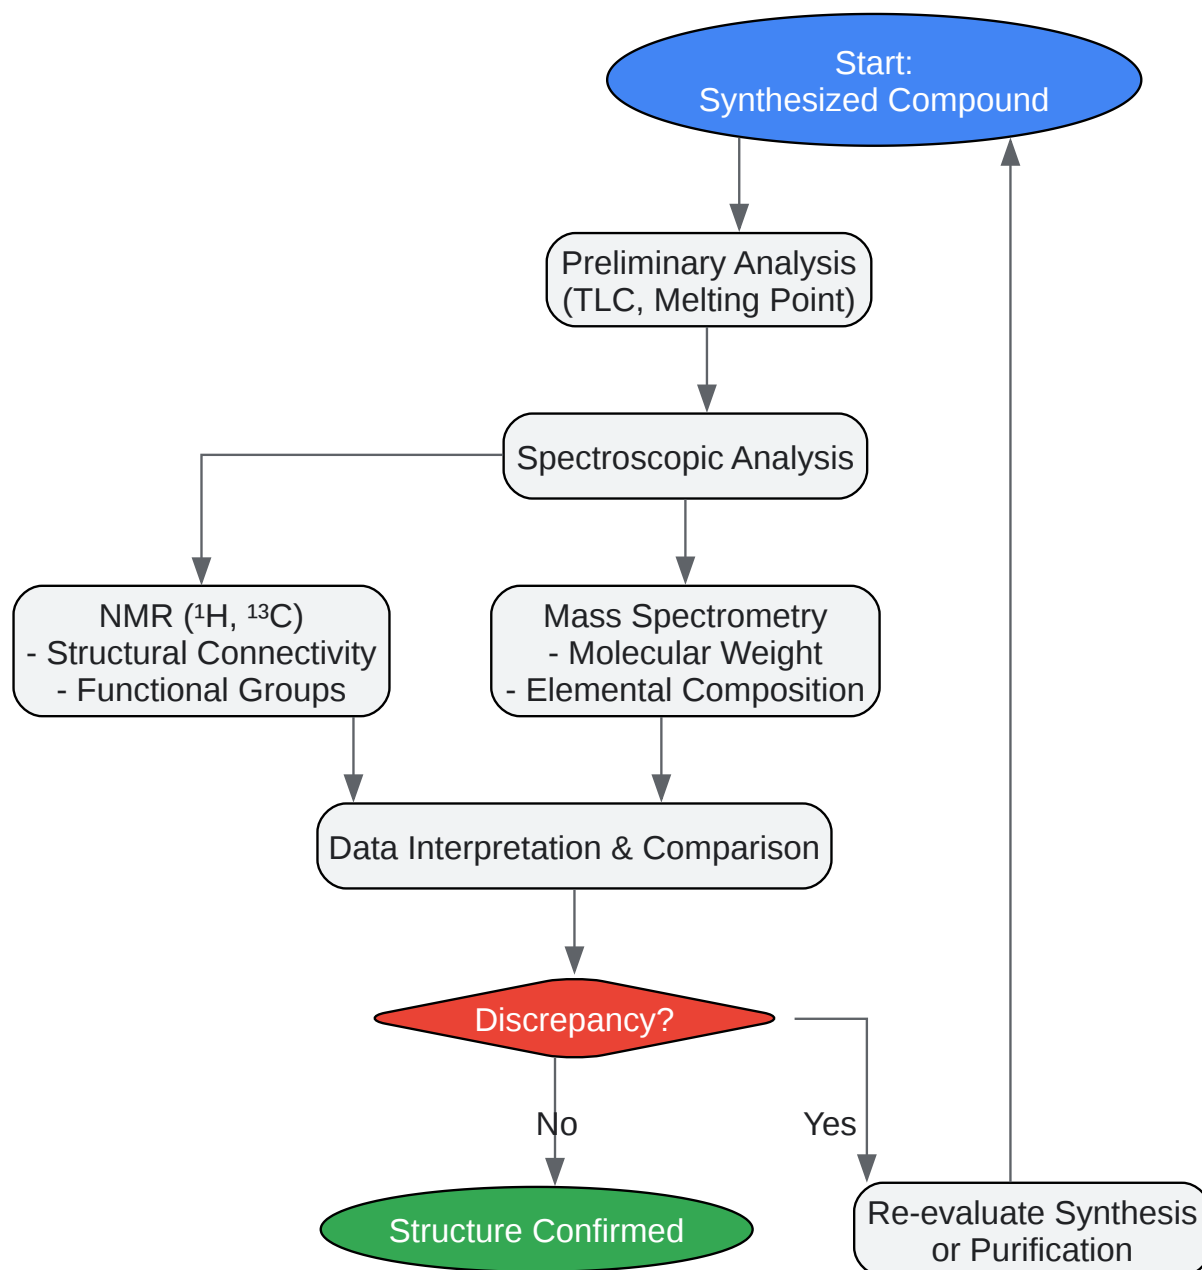 Start:
Synthesized Compound
Preliminary Analysis
(TLC, Melting Point)
Spectroscopic Analysis
NMR (¹H, ¹³C)
- Structural Connectivity
- Functional Groups
Mass Spectrometry
- Molecular Weight
- Elemental Composition
Data Interpretation & Comparison
Discrepancy?
No
Yes
Structure Confirmed
Re-evaluate Synthesis
or Purification